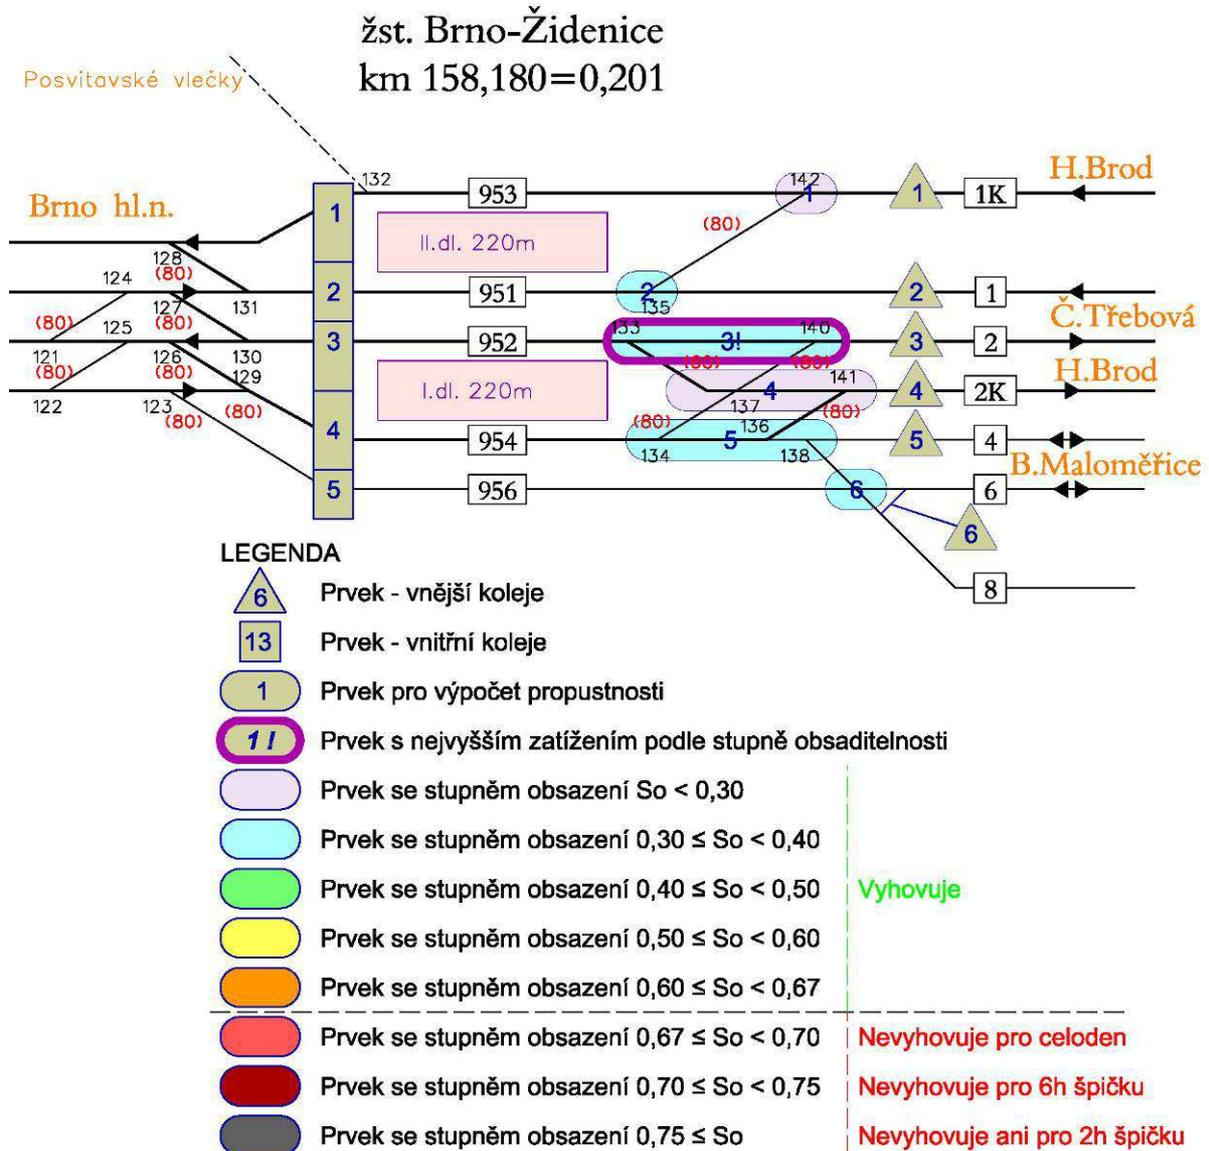 žst. Brno-Židenice
km 158,180=0,201
Posvitavské vlečky
Brno hl.n.
132
953
142
1
1
1K
H.Brod
1
II.dl. 220m
(80)
128
(80)
124
131
2
951
2
135
2
1
Č.Třebová
(80)
127
(80)
125
121
(80)
126
130
3
952
133
3!
140
3
2
H.Brod
(80)
(80)
129
122
123
(80)
(80)
I.dl. 220m
4
141
137
(80)
4
2K
4
954
(80)
134
5
136
138
5
4
B.Maloměřice
5
956
6
6
6
8
LEGENDA
6 Prvek - vnější koleje
13 Prvek - vnitřní koleje
1 Prvek pro výpočet propustnosti
1! Prvek s nejvyšším zatížením podle stupně obsaditelnosti
Prvek se stupněm obsazení So < 0,30
Prvek se stupněm obsazení 0,30 ≤ So < 0,40
Prvek se stupněm obsazení 0,40 ≤ So < 0,50 Vyhovuje
Prvek se stupněm obsazení 0,50 ≤ So < 0,60
Prvek se stupněm obsazení 0,60 ≤ So < 0,67
Prvek se stupněm obsazení 0,67 ≤ So < 0,70 Nevyhovuje pro celoden
Prvek se stupněm obsazení 0,70 ≤ So < 0,75 Nevyhovuje pro 6h špičku
Prvek se stupněm obsazení 0,75 ≤ So Nevyhovuje ani pro 2h špičku